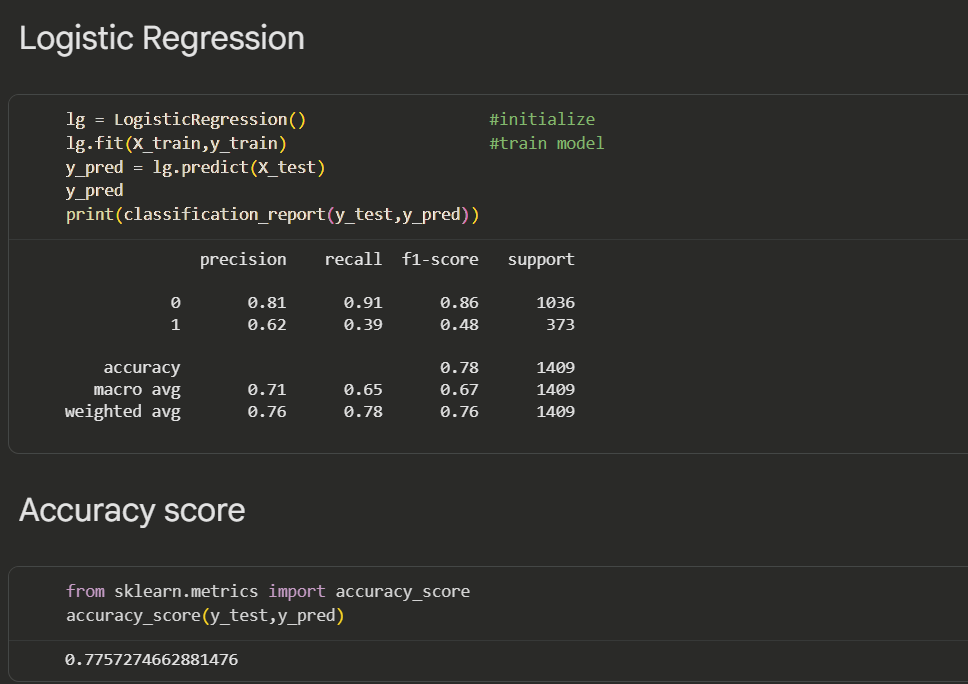 Logistic Regression
lg = LogisticRegression() #initialize
lg.fit(X_train,y_train) #train model
y_pred = lg.predict(X_test)
y_pred
print(classification_report(y_test,y_pred))
precision recall f1-score support
0 0.81 0.91 0.86 1036
1 0.62 0.39 0.48 373
accuracy 0.78 1409
macro avg 0.71 0.65 0.67 1409
weighted avg 0.76 0.78 0.76 1409
Accuracy score
from sklearn.metrics import accuracy_score
accuracy_score(y_test,y_pred)
0.7757274662881476